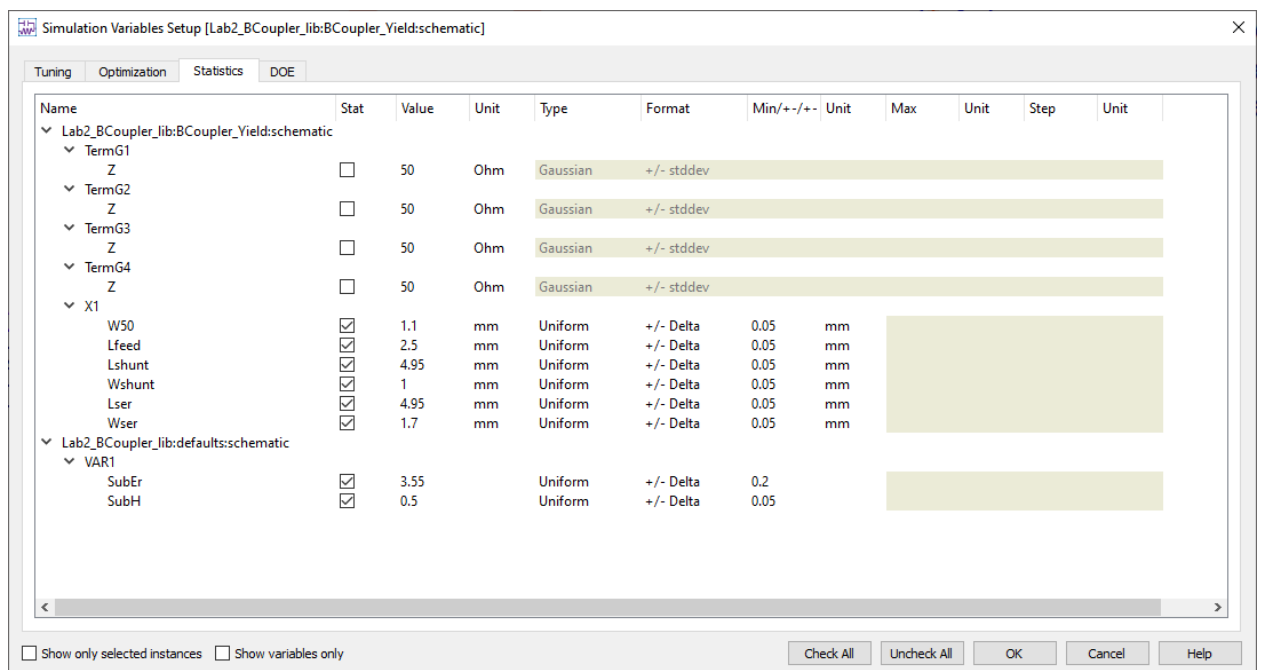 Simulation Variables Setup [Lab2_BCoupler_lib:BCoupler_Yield:schematic]
Tuning Optimization Statistics DOE
Name Stat Value Unit Type Format Min/+-/+- Unit Max Unit Step Unit
Lab2_BCoupler_lib:BCoupler_Yield:schematic
TermG1
Z 50 Ohm Gaussian +/- stddev
TermG2
Z 50 Ohm Gaussian +/- stddev
TermG3
Z 50 Ohm Gaussian +/- stddev
TermG4
Z 50 Ohm Gaussian +/- stddev
X1
W50 1.1 mm Uniform +/- Delta 0.05 mm
Lfeed 2.5 mm Uniform +/- Delta 0.05 mm
Lshunt 4.95 mm Uniform +/- Delta 0.05 mm
Wshunt 1 mm Uniform +/- Delta 0.05 mm
Lser 4.95 mm Uniform +/- Delta 0.05 mm
Wser 1.7 mm Uniform +/- Delta 0.05 mm
Lab2_BCoupler_lib:defaults:schematic
VAR1
SubEr 3.55 Uniform +/- Delta 0.2
SubH 0.5 Uniform +/- Delta 0.05
Show only selected instances Show variables only Check All Uncheck All OK Cancel Help